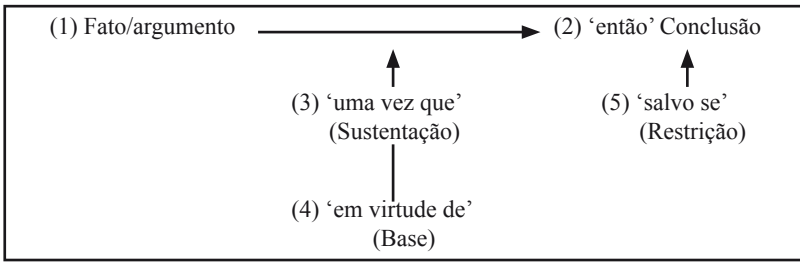 (1) Fato/argumento (2) ‘então’ Conclusão
(3) ‘uma vez que’ (5) ‘salvo se’
(Sustentação) (Restrição)
(4) ‘em virtude de’
(Base)